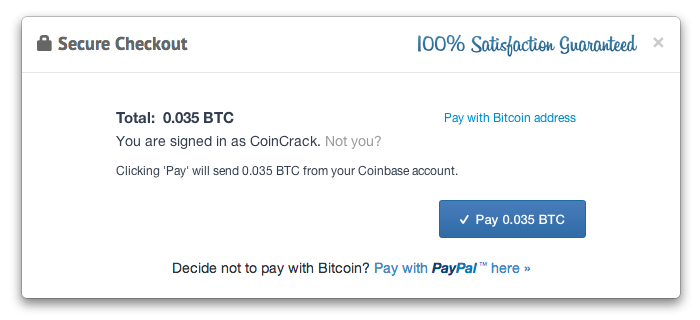 Secure Checkout
100% Satisfaction Guaranteed ×
Total: 0.035 BTC
Pay with Bitcoin address
You are signed in as CoinCrack. Not you?
Clicking 'Pay' will send 0.035 BTC from your Coinbase account.
✓ Pay 0.035 BTC
Decide not to pay with Bitcoin? Pay with PayPal™ here »